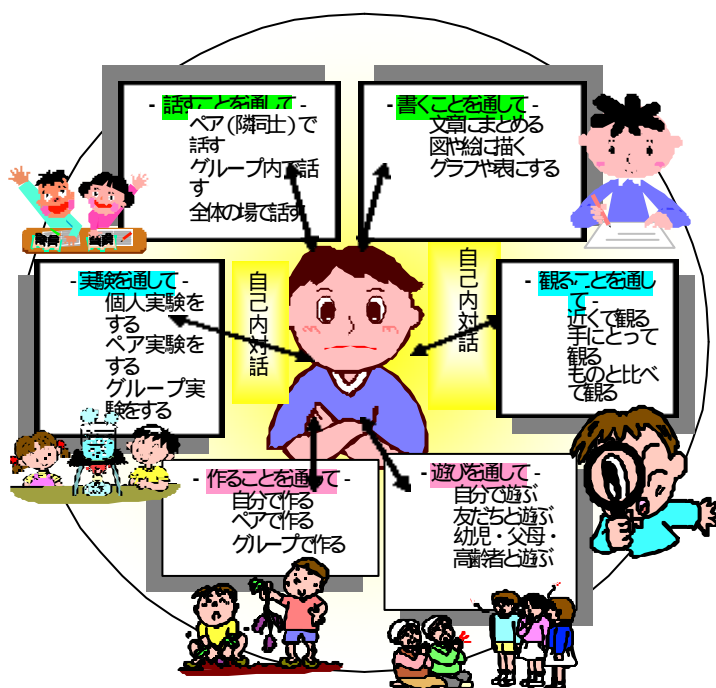 - 話すことを通して -
ペア(隣同士)で
話す
グループ内で話
す
全体の場で話す
- 書くことを通して -
文章にまとめる
図や絵に描く
グラフや表にする
- 実験を通して -
個人実験を
する
ペア実験を
する
グループ実
験をする
自己内対話
自己内対話
- 観ることを通し
て -
近くで観る
手にとって
観る
ものと比べ
て観る
- 作ることを通して -
自分で作る
ペアで作る
グループで作る
- 遊びを通して -
自分で遊ぶ
友だちと遊ぶ
幼児・父母・
高齢者と遊ぶ